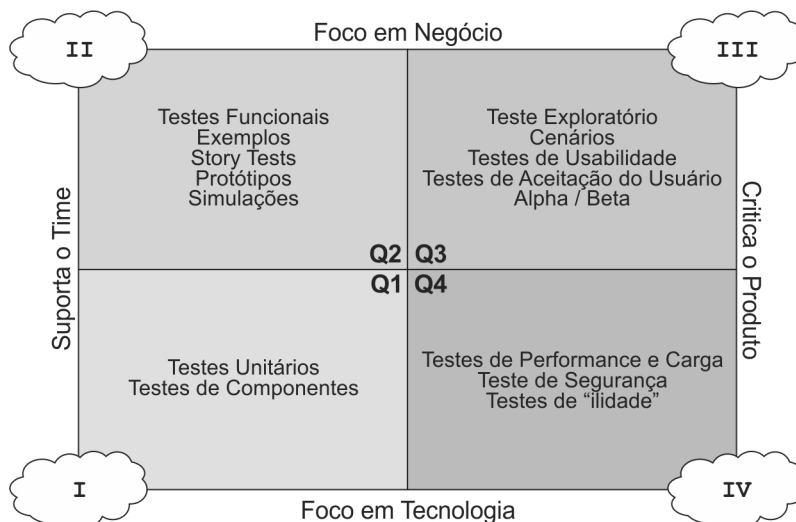 Foco em Negócio
II
III
Testes Funcionais
Exemplos
Story Tests
Protótipos
Simulações
Teste Exploratório
Cenários
Testes de Usabilidade
Testes de Aceitação do Usuário
Alpha / Beta
Suporta o Time
Critica o Produto
Q2
Q3
Q1
Q4
Testes Unitários
Testes de Componentes
Testes de Performance e Carga
Teste de Segurança
Testes de “ilidade”
I
IV
Foco em Tecnologia